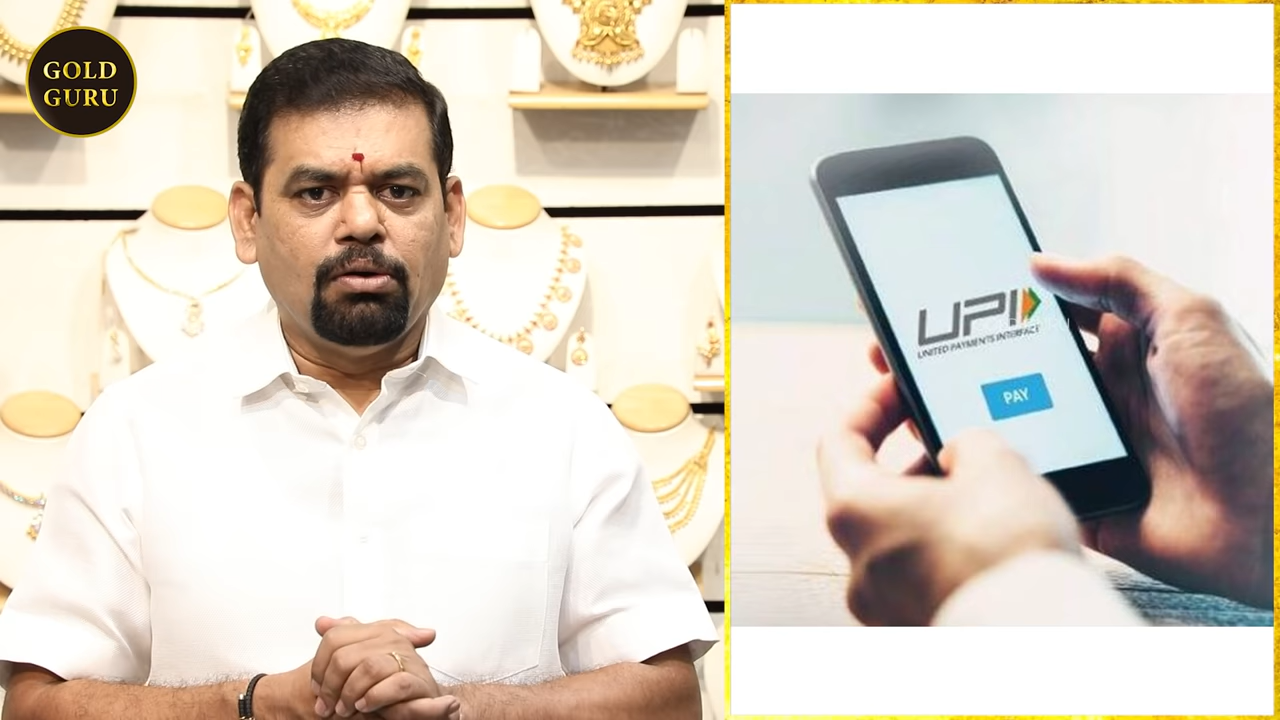 GOLD
GURU
UPI
UNITED PAYMENTS INTERFACE
PAY